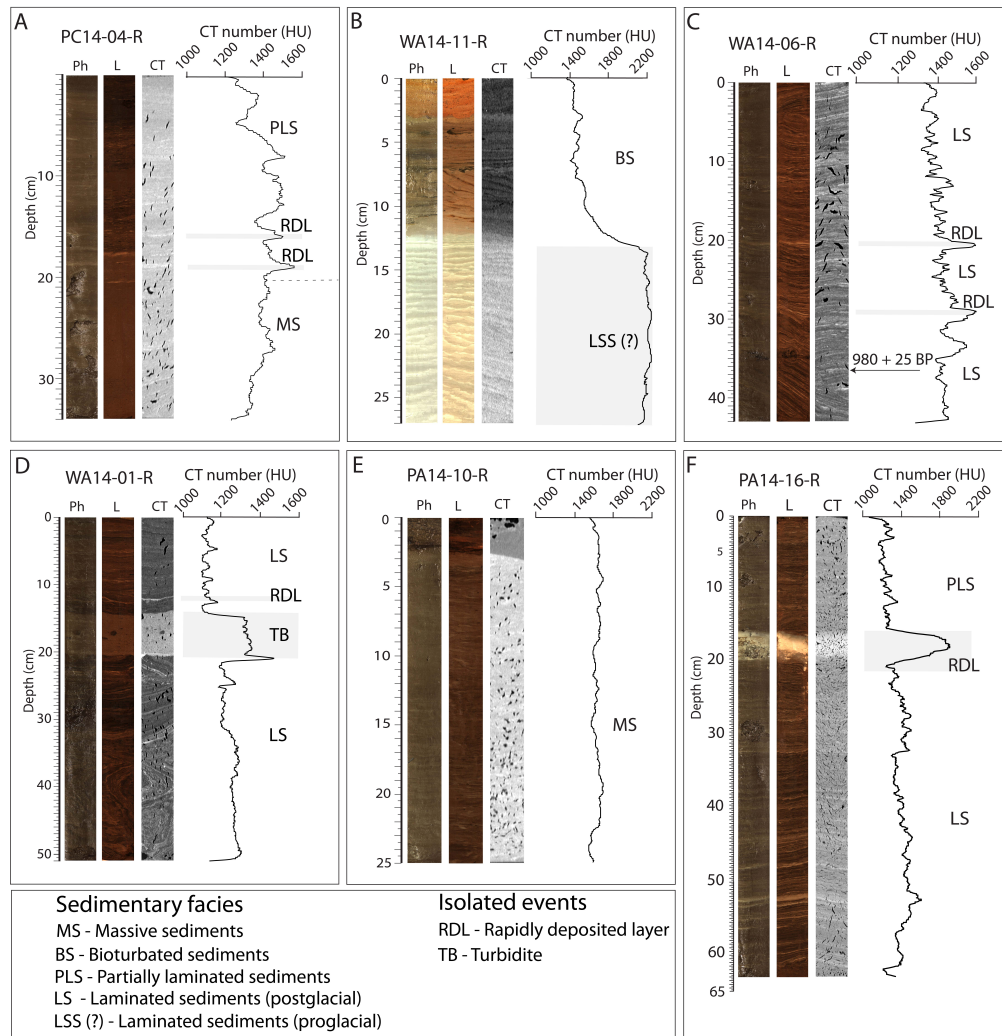 A
PC14-04-R
CT number (HU)
1000 1200 1400 1600
Ph L CT
Depth (cm)
10
20
30
PLS
RDL
RDL
MS
B
WA14-11-R
CT number (HU)
1000 1400 1800 2200
Ph L CT
Depth (cm)
0
5
10
15
20
25
BS
LSS (?)
C
WA14-06-R
CT number (HU)
1000 1200 1400 1600
Ph L CT
Depth (cm)
0
10
20
30
40
LS
RDL
LS
RDL
980 + 25 BP
LS
D
WA14-01-R
CT number (HU)
1000 1200 1400 1600
Ph L CT
Depth (cm)
0
10
20
30
40
50
LS
RDL
TB
LS
E
PA14-10-R
CT number (HU)
1000 1400 1800 2200
Ph L CT
0
5
10
15
20
25
MS
F
PA14-16-R
CT number (HU)
1000 1400 1800 2200
Ph L CT
Depth (cm)
0
5
10
20
30
40
50
60
65
PLS
RDL
LS
Sedimentary facies
MS - Massive sediments
BS - Bioturbated sediments
PLS - Partially laminated sediments
LS - Laminated sediments (postglacial)
LSS (?) - Laminated sediments (proglacial)
Isolated events
RDL - Rapidly deposited layer
TB - Turbidite